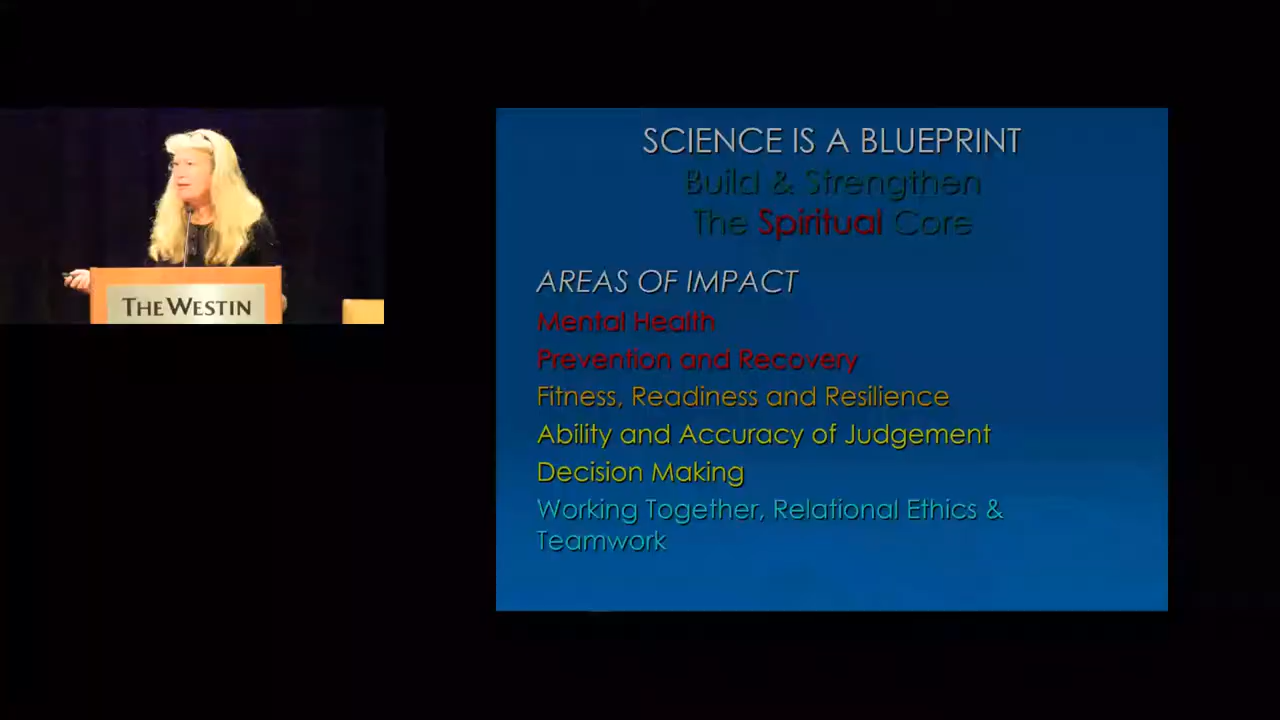 THE WESTIN
SCIENCE IS A BLUEPRINT
Build & Strengthen
The Spiritual Core
AREAS OF IMPACT
Mental Health
Prevention and Recovery
Fitness, Readiness and Resilience
Ability and Accuracy of Judgement
Decision Making
Working Together, Relational Ethics &
Teamwork